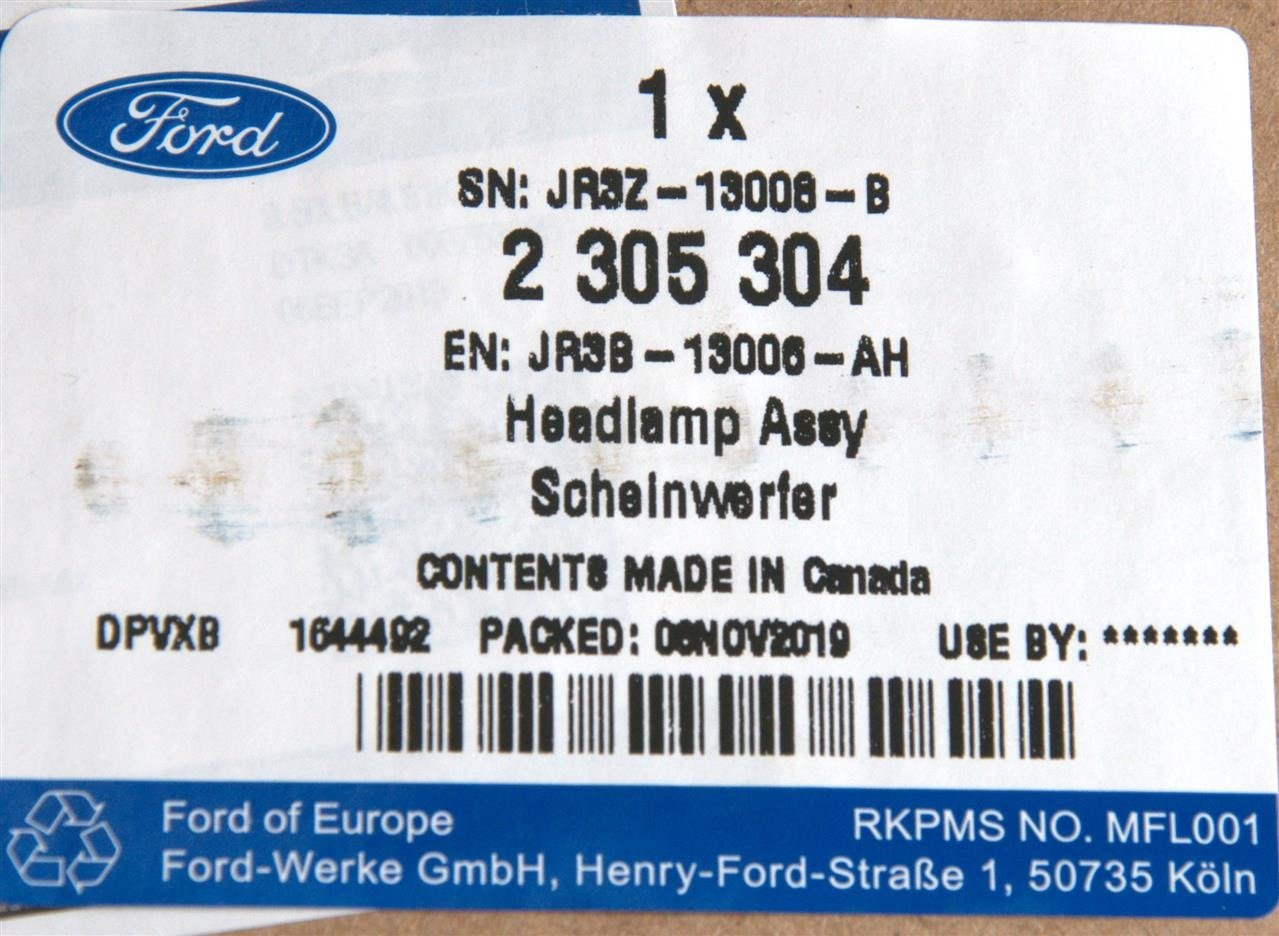 Ford
1 x
SN: JR3Z-13008-B
2 305 304
EN: JR3B-13006-AH
Headlamp Assy
Scheinwerfer
CONTENTS MADE IN Canada
DPVXB 1644492 PACKED: 06NOV2019 USE BY: *******
Ford of Europe RKPMS NO. MFL001
Ford-Werke GmbH, Henry-Ford-Straße 1, 50735 Köln